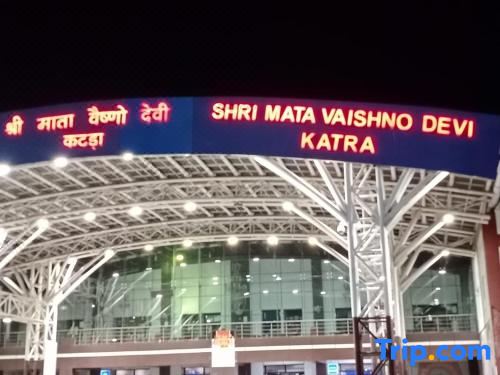 श्री माता वैष्णो देवी
कटड़ा
SHRI MATA VAISHNO DEVI
KATRA
Trip.com